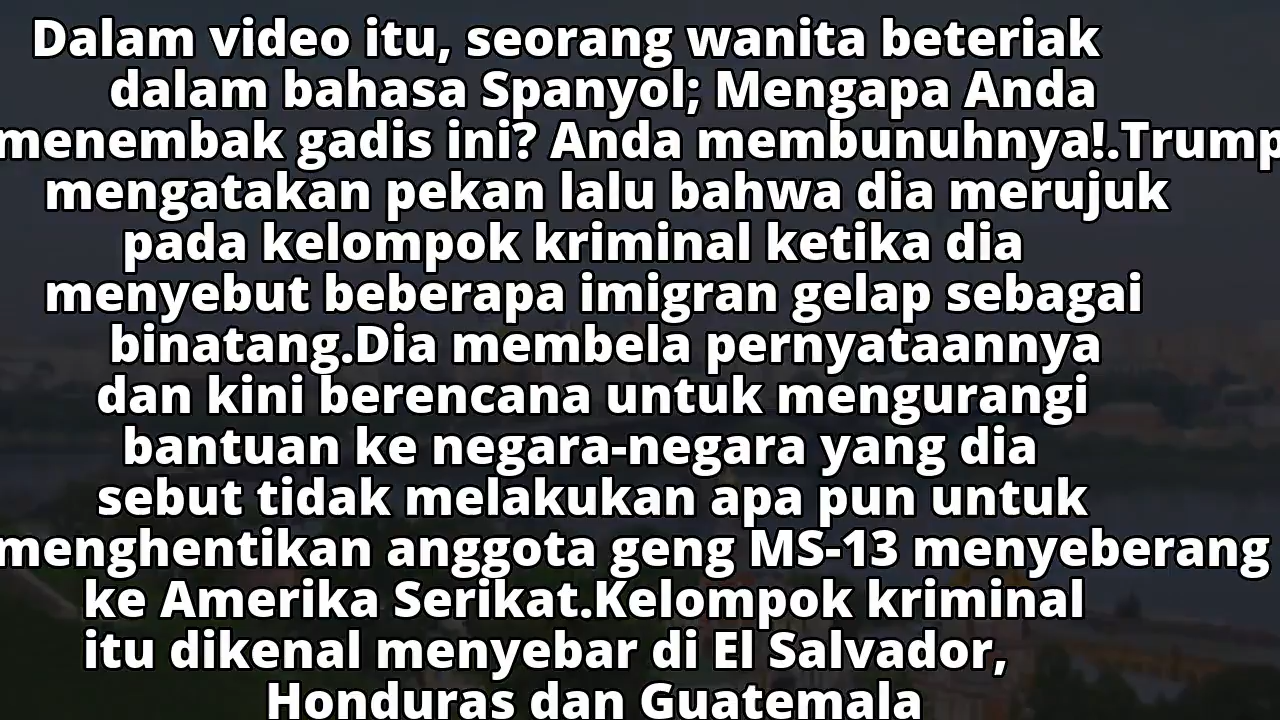 Dalam video itu, seorang wanita beteriak
dalam bahasa Spanyol; Mengapa Anda
menembak gadis ini? Anda membunuhnya!.Trump
mengatakan pekan lalu bahwa dia merujuk
pada kelompok kriminal ketika dia
menyebut beberapa imigran gelap sebagai
binatang.Dia membela pernyataannya
dan kini berencana untuk mengurangi
bantuan ke negara-negara yang dia
sebut tidak melakukan apa pun untuk
menghentikan anggota geng MS-13 menyeberang
ke Amerika Serikat.Kelompok kriminal
itu dikenal menyebar di El Salvador,
Honduras dan Guatemala